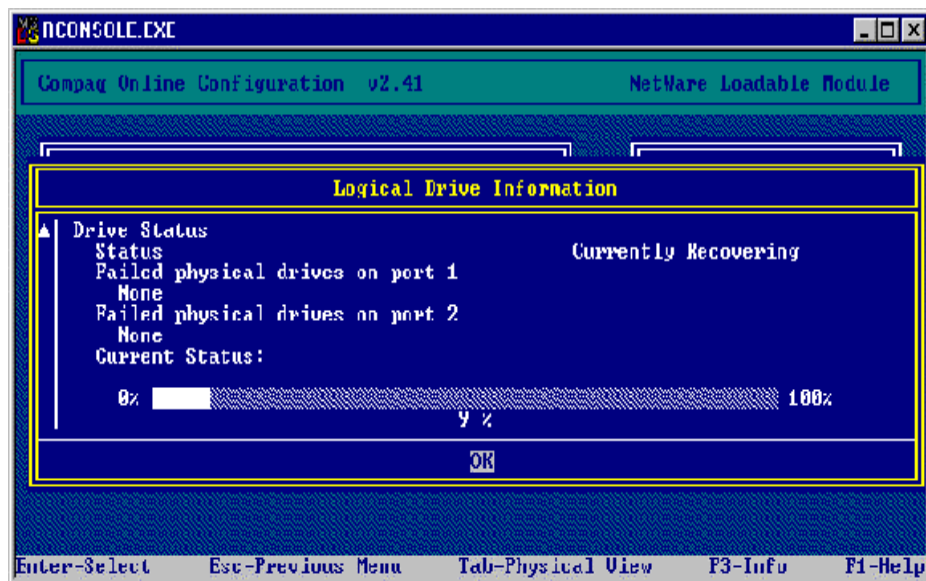 RCONSOLE.EXE
Compaq Online Configuration v2.41 NetWare Loadable Module
Logical Drive Information
Drive Status
Status Currently Recovering
Failed physical drives on port 1
None
Failed physical drives on port 2
None
Current Status:
0% 100%
9 %
OK
Enter-Select Esc-Previous Menu Tab-Physical View F3-Info F1-Help